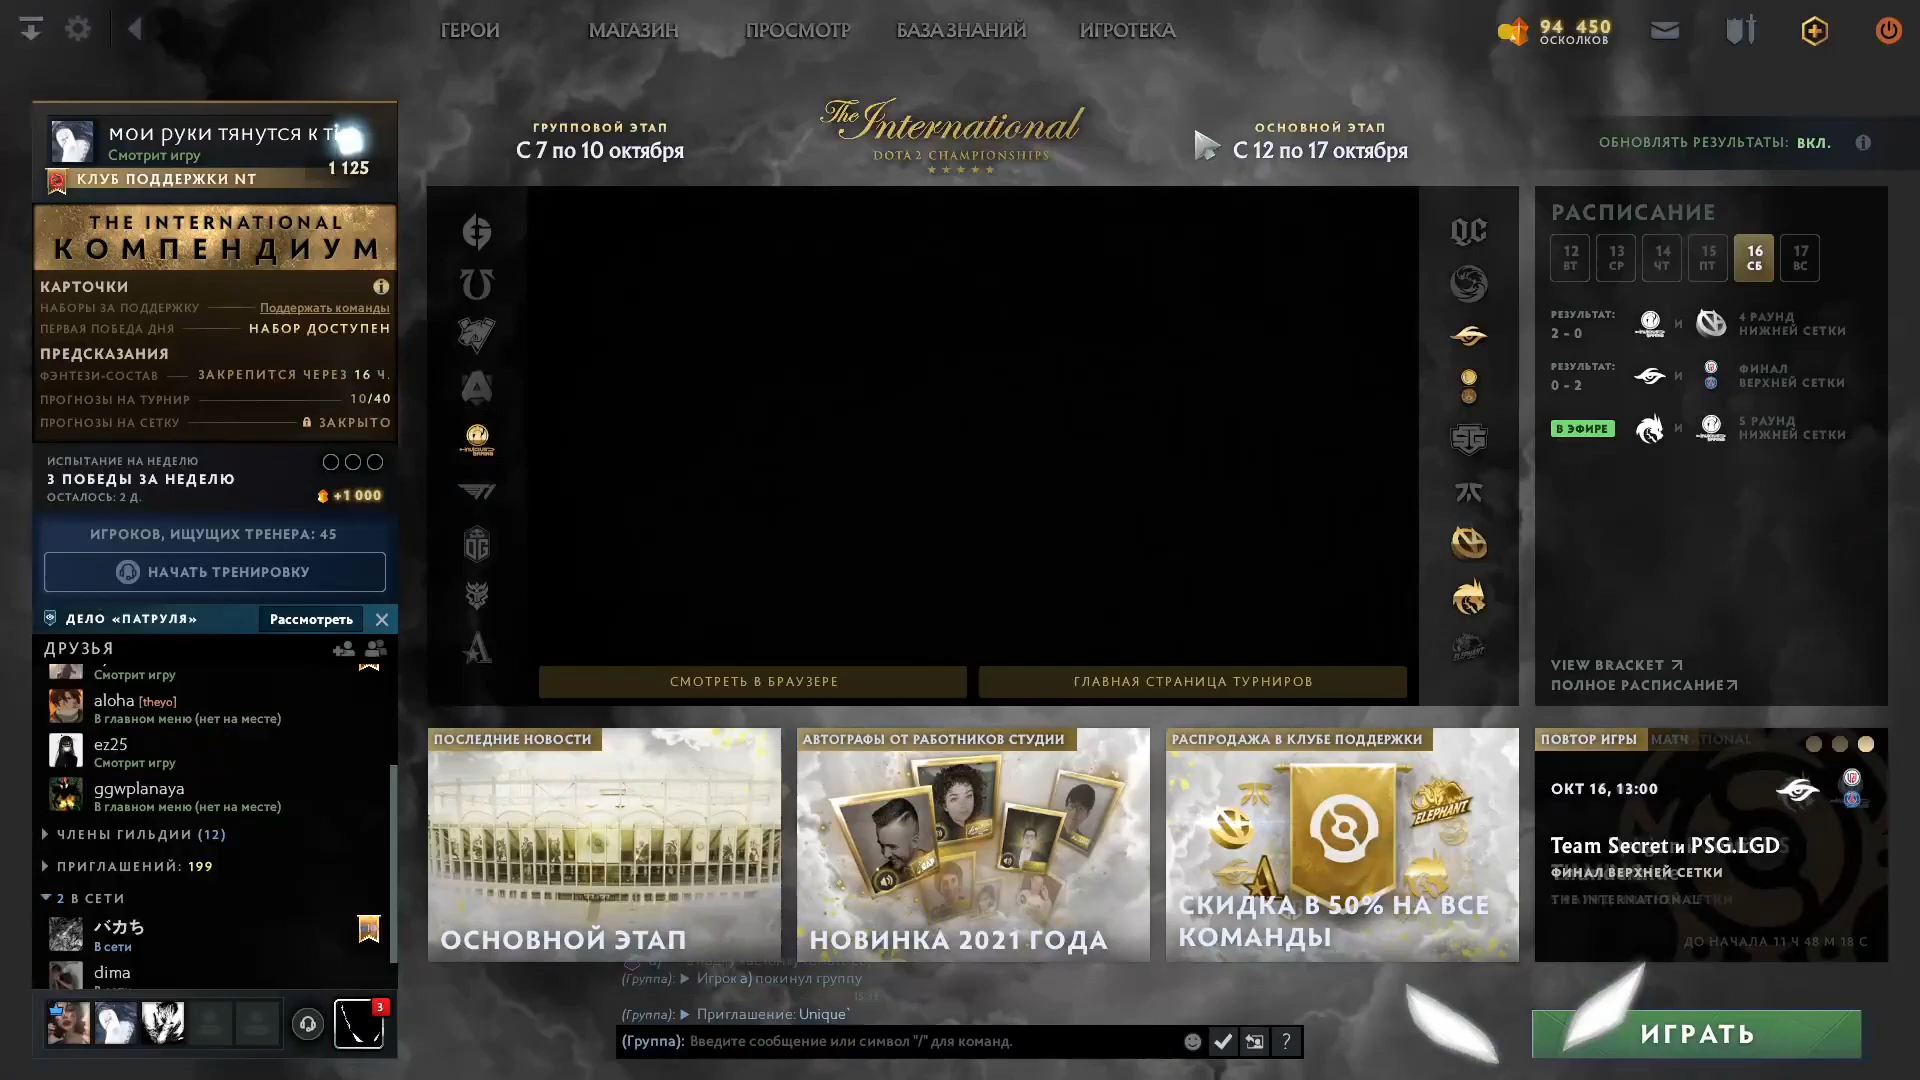 ГЕРОИ
МАГАЗИН
ПРОСМОТР
БАЗА ЗНАНИЙ
ИГРОТЕКА
94 450
ОСКОЛКОВ
мои руки тянутся к
Смотрит игру
1 125
КЛУБ ПОДДЕРЖКИ NT
THE INTERNATIONAL
КОМПЕНДИУМ
КАРТОЧКИ
НАБОРЫ ЗА ПОДДЕРЖКУ Поддержать команды
ПЕРВАЯ ПОБЕДА ДНЯ НАБОР ДОСТУПЕН
ПРЕДСКАЗАНИЯ
ФЭНТЕЗИ-СОСТАВ ЗАКРЕПИТСЯ ЧЕРЕЗ 16 Ч.
ПРОГНОЗЫ НА ТУРНИР 10/40
ПРОГНОЗЫ НА СЕТКУ ЗАКРЫТО
ИСПЫТАНИЕ НА НЕДЕЛЮ
3 ПОБЕДЫ ЗА НЕДЕЛЮ
ОСТАЛОСЬ: 2 Д.
+1 000
ИГРОКОВ, ИЩУЩИХ ТРЕНЕРА: 45
НАЧАТЬ ТРЕНИРОВКУ
ДЕЛО «ПАТРУЛЯ» Рассмотреть
ДРУЗЬЯ
Смотрит игру
aloha [theyo]
В главном меню (нет на месте)
ez25
Смотрит игру
ggwplanaya
В главном меню (нет на месте)
ЧЛЕНЫ ГИЛЬДИИ (12)
ПРИГЛАШЕНИЙ: 199
2 В СЕТИ
バカち
В сети
dima
3
ГРУППОВОЙ ЭТАП
С 7 по 10 октября
The International
DOTA 2 CHAMPIONSHIPS
ОСНОВНОЙ ЭТАП
С 12 по 17 октября
ОБНОВЛЯТЬ РЕЗУЛЬТАТЫ: ВКЛ.
QC
OG
SG
ELEPHANT
СМОТРЕТЬ В БРАУЗЕРЕ
ГЛАВНАЯ СТРАНИЦА ТУРНИРОВ
РАСПИСАНИЕ
12 ВТ
13 СР
14 ЧТ
15 ПТ
16 СБ
17 ВС
РЕЗУЛЬТАТ:
2 - 0
и
4 РАУНД
НИЖНЕЙ СЕТКИ
РЕЗУЛЬТАТ:
0 - 2
и
ФИНАЛ
ВЕРХНЕЙ СЕТКИ
В ЭФИРЕ
и
5 РАУНД
НИЖНЕЙ СЕТКИ
VIEW BRACKET
ПОЛНОЕ РАСПИСАНИЕ
ПОСЛЕДНИЕ НОВОСТИ
ОСНОВНОЙ ЭТАП
АВТОГРАФЫ ОТ РАБОТНИКОВ СТУДИИ
НОВИНКА 2021 ГОДА
РАСПРОДАЖА В КЛУБЕ ПОДДЕРЖКИ
ELEPHANT
СКИДКА В 50% НА ВСЕ
КОМАНДЫ
ПОВТОР ИГРЫ
ОКТ 16, 13:00
Team Secret и PSG.LGD
ФИНАЛ ВЕРХНЕЙ СЕТКИ
THE INTERNATIONAL
ДО НАЧАЛА 11 Ч 48 М 18 С
(Группа): Игрок a) покинул группу
15:31
(Группа): Приглашение: Unique`
(Группа): Введите сообщение или символ "/" для команд.
?
ИГРАТЬ